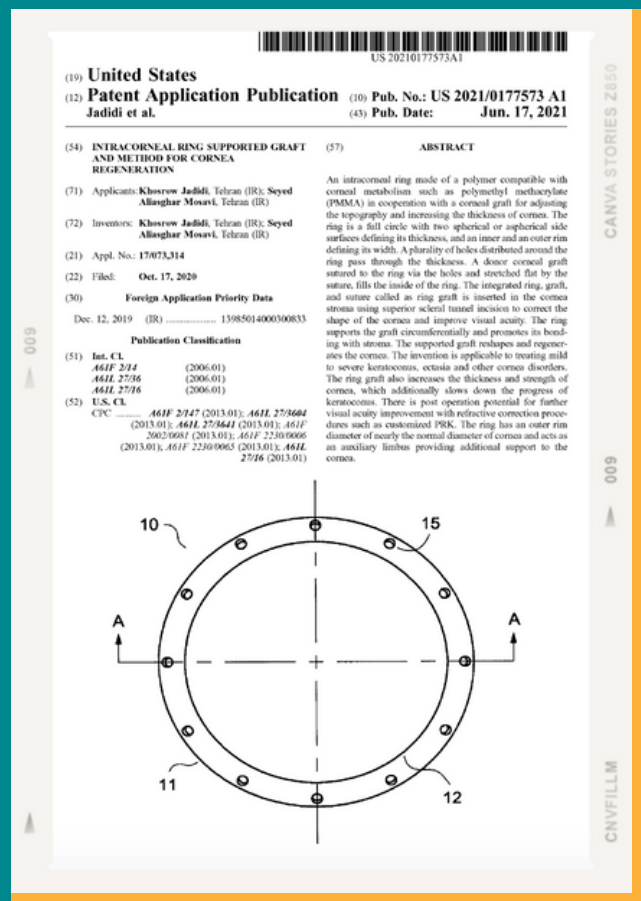 US 20210177573A1
(19) United States
(12) Patent Application Publication (10) Pub. No.: US 2021/0177573 A1
Jadidi et al. (43) Pub. Date: Jun. 17, 2021
(54) INTRACORNEAL RING SUPPORTED GRAFT
AND METHOD FOR CORNEA
REGENERATION
(71) Applicants: Khosrow Jadidi, Tehran (IR); Seyed
Aliasghar Mosavi, Tehran (IR)
(72) Inventors: Khosrow Jadidi, Tehran (IR); Seyed
Aliasghar Mosavi, Tehran (IR)
(21) Appl. No.: 17/073,314
(22) Filed: Oct. 17, 2020
(30) Foreign Application Priority Data
Dec. 12, 2019 (IR) .................... 13985014000300833
Publication Classification
(51) Int. Cl.
A61F 2/14 (2006.01)
A61L 27/36 (2006.01)
A61L 27/16 (2006.01)
(52) U.S. Cl.
CPC ......... A61F 2/147 (2013.01); A61L 27/3604
(2013.01); A61L 27/3641 (2013.01); A61F
2002/0081 (2013.01); A61F 2230/0006
(2013.01); A61F 2230/0065 (2013.01); A61L
27/16 (2013.01)
(57) ABSTRACT
An intracorneal ring made of a polymer compatible with
corneal metabolism such as polymethyl methacrylate
(PMMA) in cooperation with a corneal graft for adjusting
the topography and increasing the thickness of cornea. The
ring is a full circle with two spherical or aspherical side
surfaces defining its thickness, and an inner and an outer rim
defining its width. A plurality of holes distributed around the
ring pass through the thickness. A donor corneal graft
sutured to the ring via the holes and stretched flat by the
suture, fills the inside of the ring. The integrated ring, graft,
and suture called as ring graft is inserted in the cornea
stroma using superior scleral tunnel incision to correct the
shape of the cornea and improve visual acuity. The ring
supports the graft circumferentially and promotes its bond-
ing with stroma. The supported graft reshapes and regener-
ates the cornea. The invention is applicable to treating mild
to severe keratoconus, ectasia and other cornea disorders.
The ring graft also increases the thickness and strength of
cornea, which additionally slows down the progress of
keratoconus. There is post operation potential for further
visual acuity improvement with refractive correction proce-
dures such as customized PRK. The ring has an outer rim
diameter of nearly the normal diameter of cornea and acts as
an auxiliary limbus providing additional support to the
cornea.
10
15
A
A
11
12
009
CANVA STORIES Z850
009
CNVFILLM